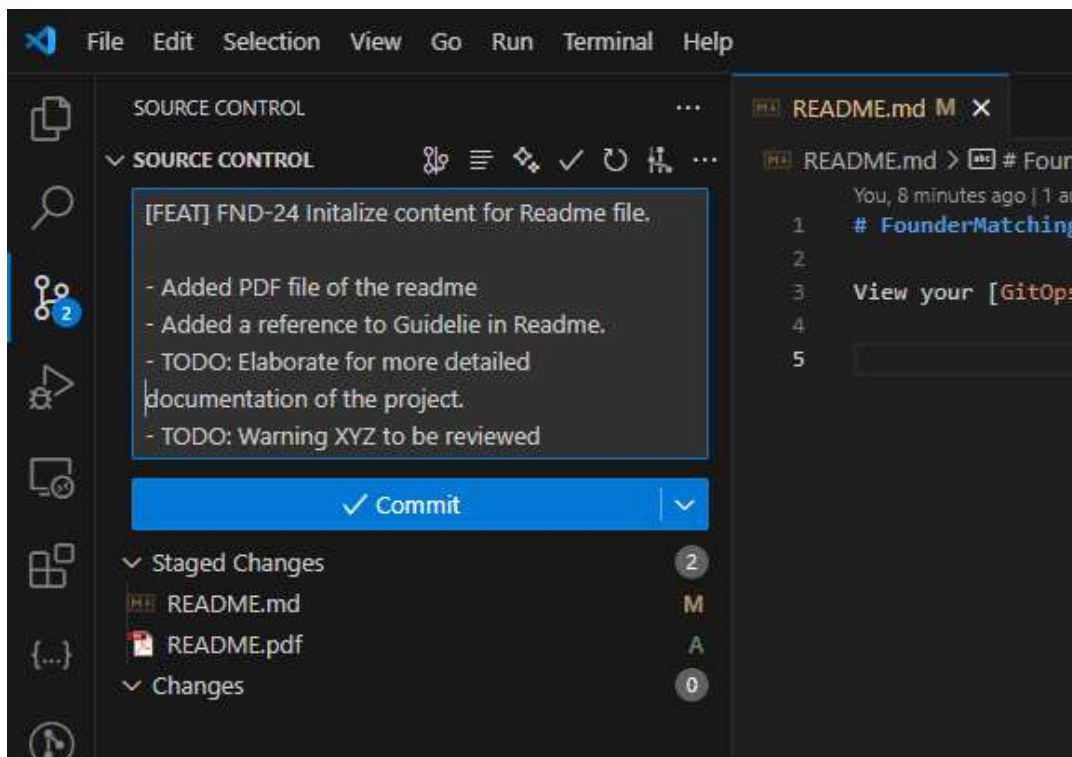 File Edit Selection View Go Run Terminal Help
SOURCE CONTROL
SOURCE CONTROL
[FEAT] FND-24 Initalize content for Readme file.
- Added PDF file of the readme
- Added a reference to Guidelie in Readme.
- TODO: Elaborate for more detailed
documentation of the project.
- TODO: Warning XYZ to be reviewed
Commit
Staged Changes 2
README.md M
README.pdf A
Changes 0
2
{...}
README.md M
README.md > abc # Foun
You, 8 minutes ago | 1 au
1 # FounderMatching
2
3 View your [GitOps
4
5